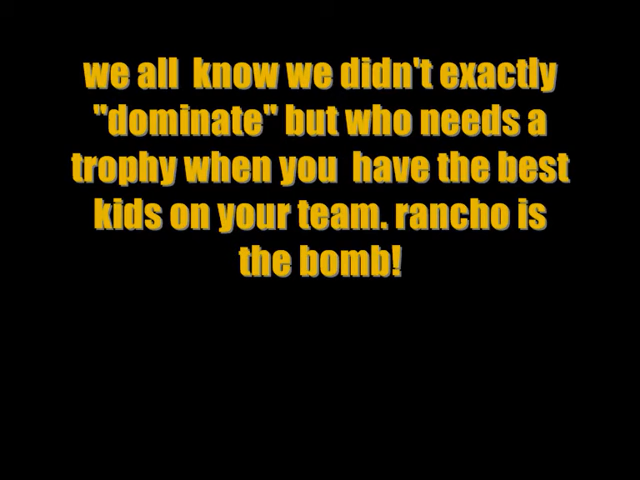 we all  know we didn't exactly
"dominate" but who needs a
trophy when you  have the best
kids on your team. rancho is
the bomb!